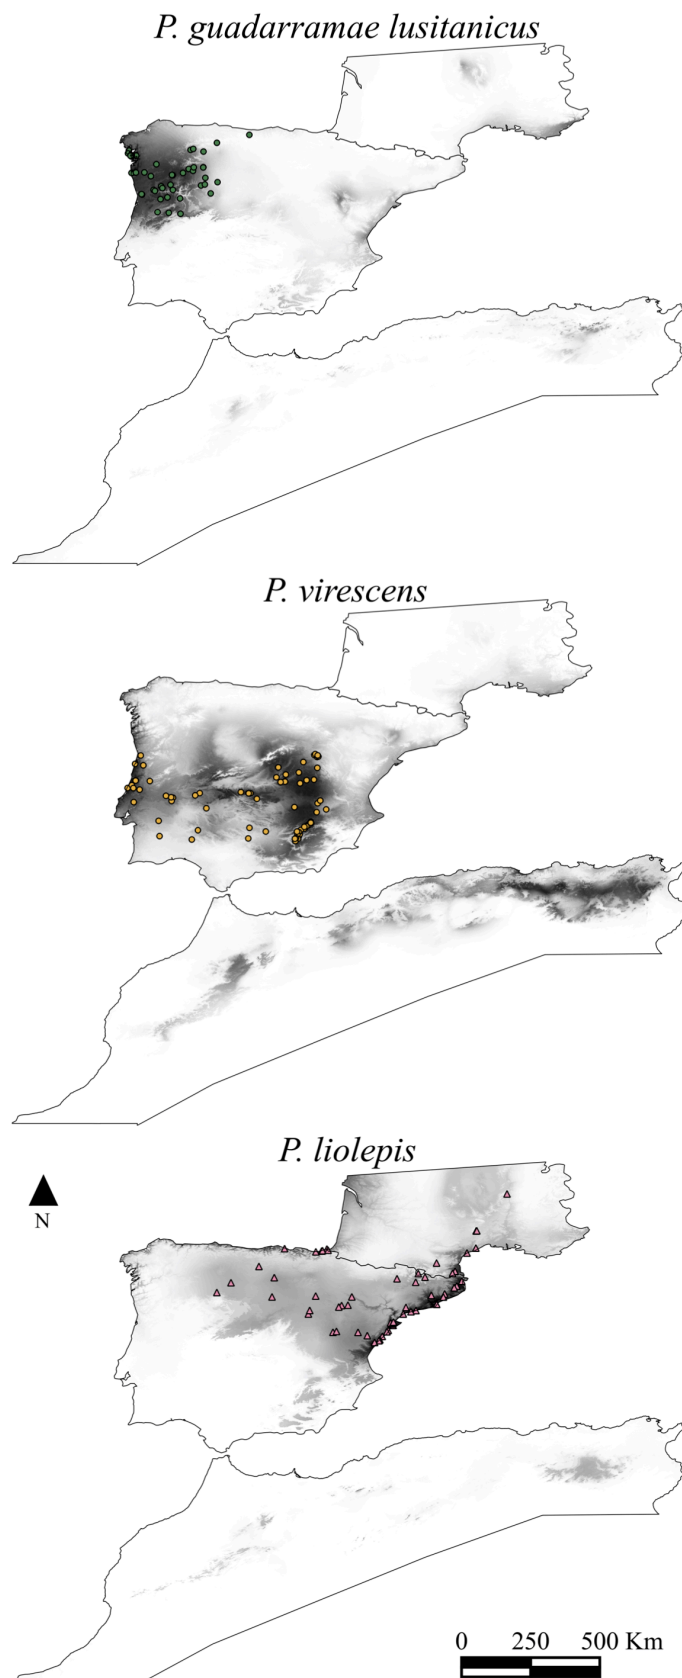 P. guadarramae lusitanicus
P. virescens
P. liolepis
N
0 250 500 Km